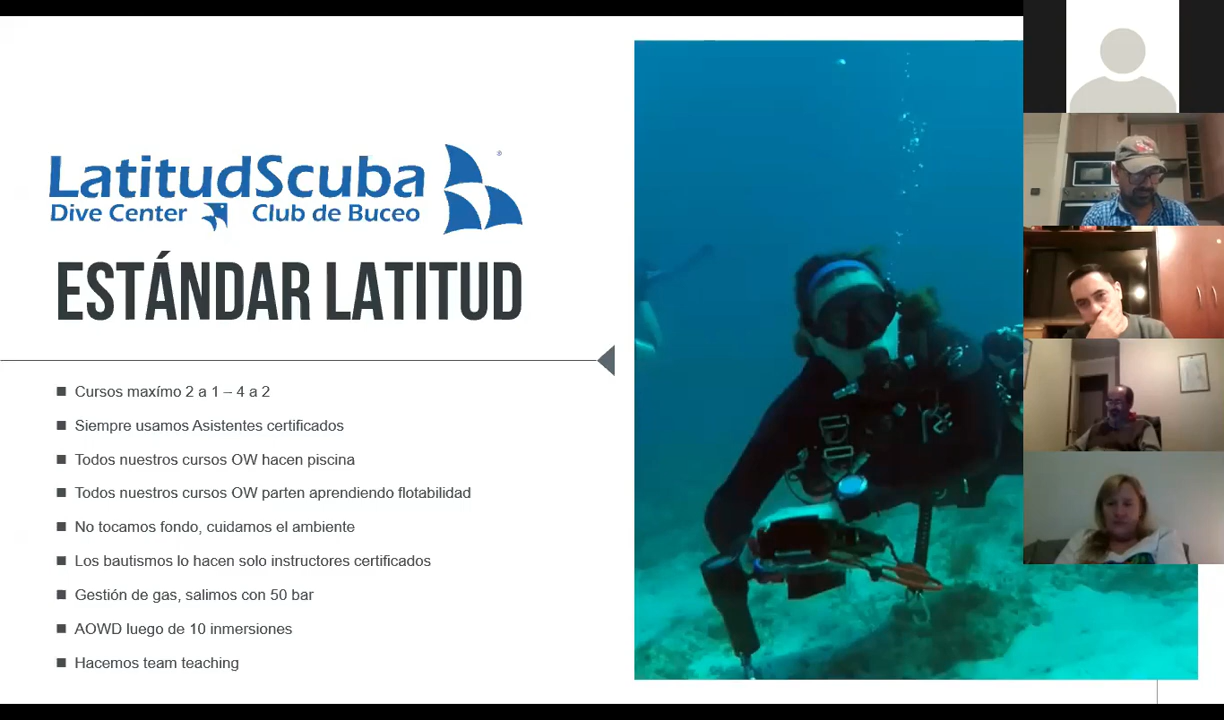 LatitudScuba ®
Dive Center Club de Buceo
ESTÁNDAR LATITUD
Cursos maxímo 2 a 1 – 4 a 2
Siempre usamos Asistentes certificados
Todos nuestros cursos OW hacen piscina
Todos nuestros cursos OW parten aprendiendo flotabilidad
No tocamos fondo, cuidamos el ambiente
Los bautismos lo hacen solo instructores certificados
Gestión de gas, salimos con 50 bar
AOWD luego de 10 inmersiones
Hacemos team teaching